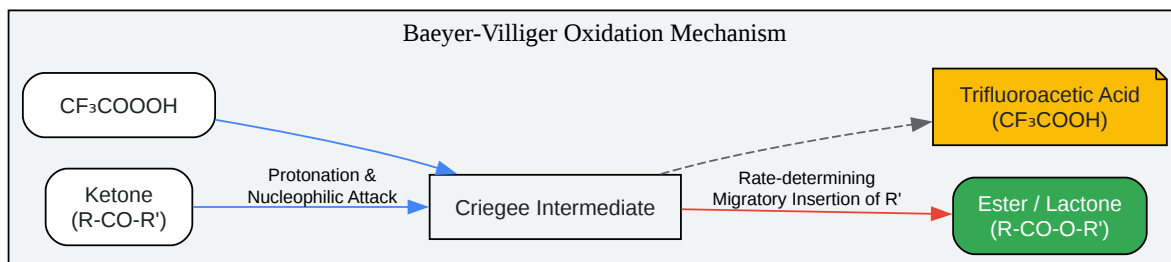 Baeyer-Villiger Oxidation Mechanism
CF₃COOOH
Ketone
(R-CO-R')
Protonation &
Nucleophilic Attack
Criegee Intermediate
Rate-determining
Migratory Insertion of R'
Trifluoroacetic Acid
(CF₃COOH)
Ester / Lactone
(R-CO-O-R')